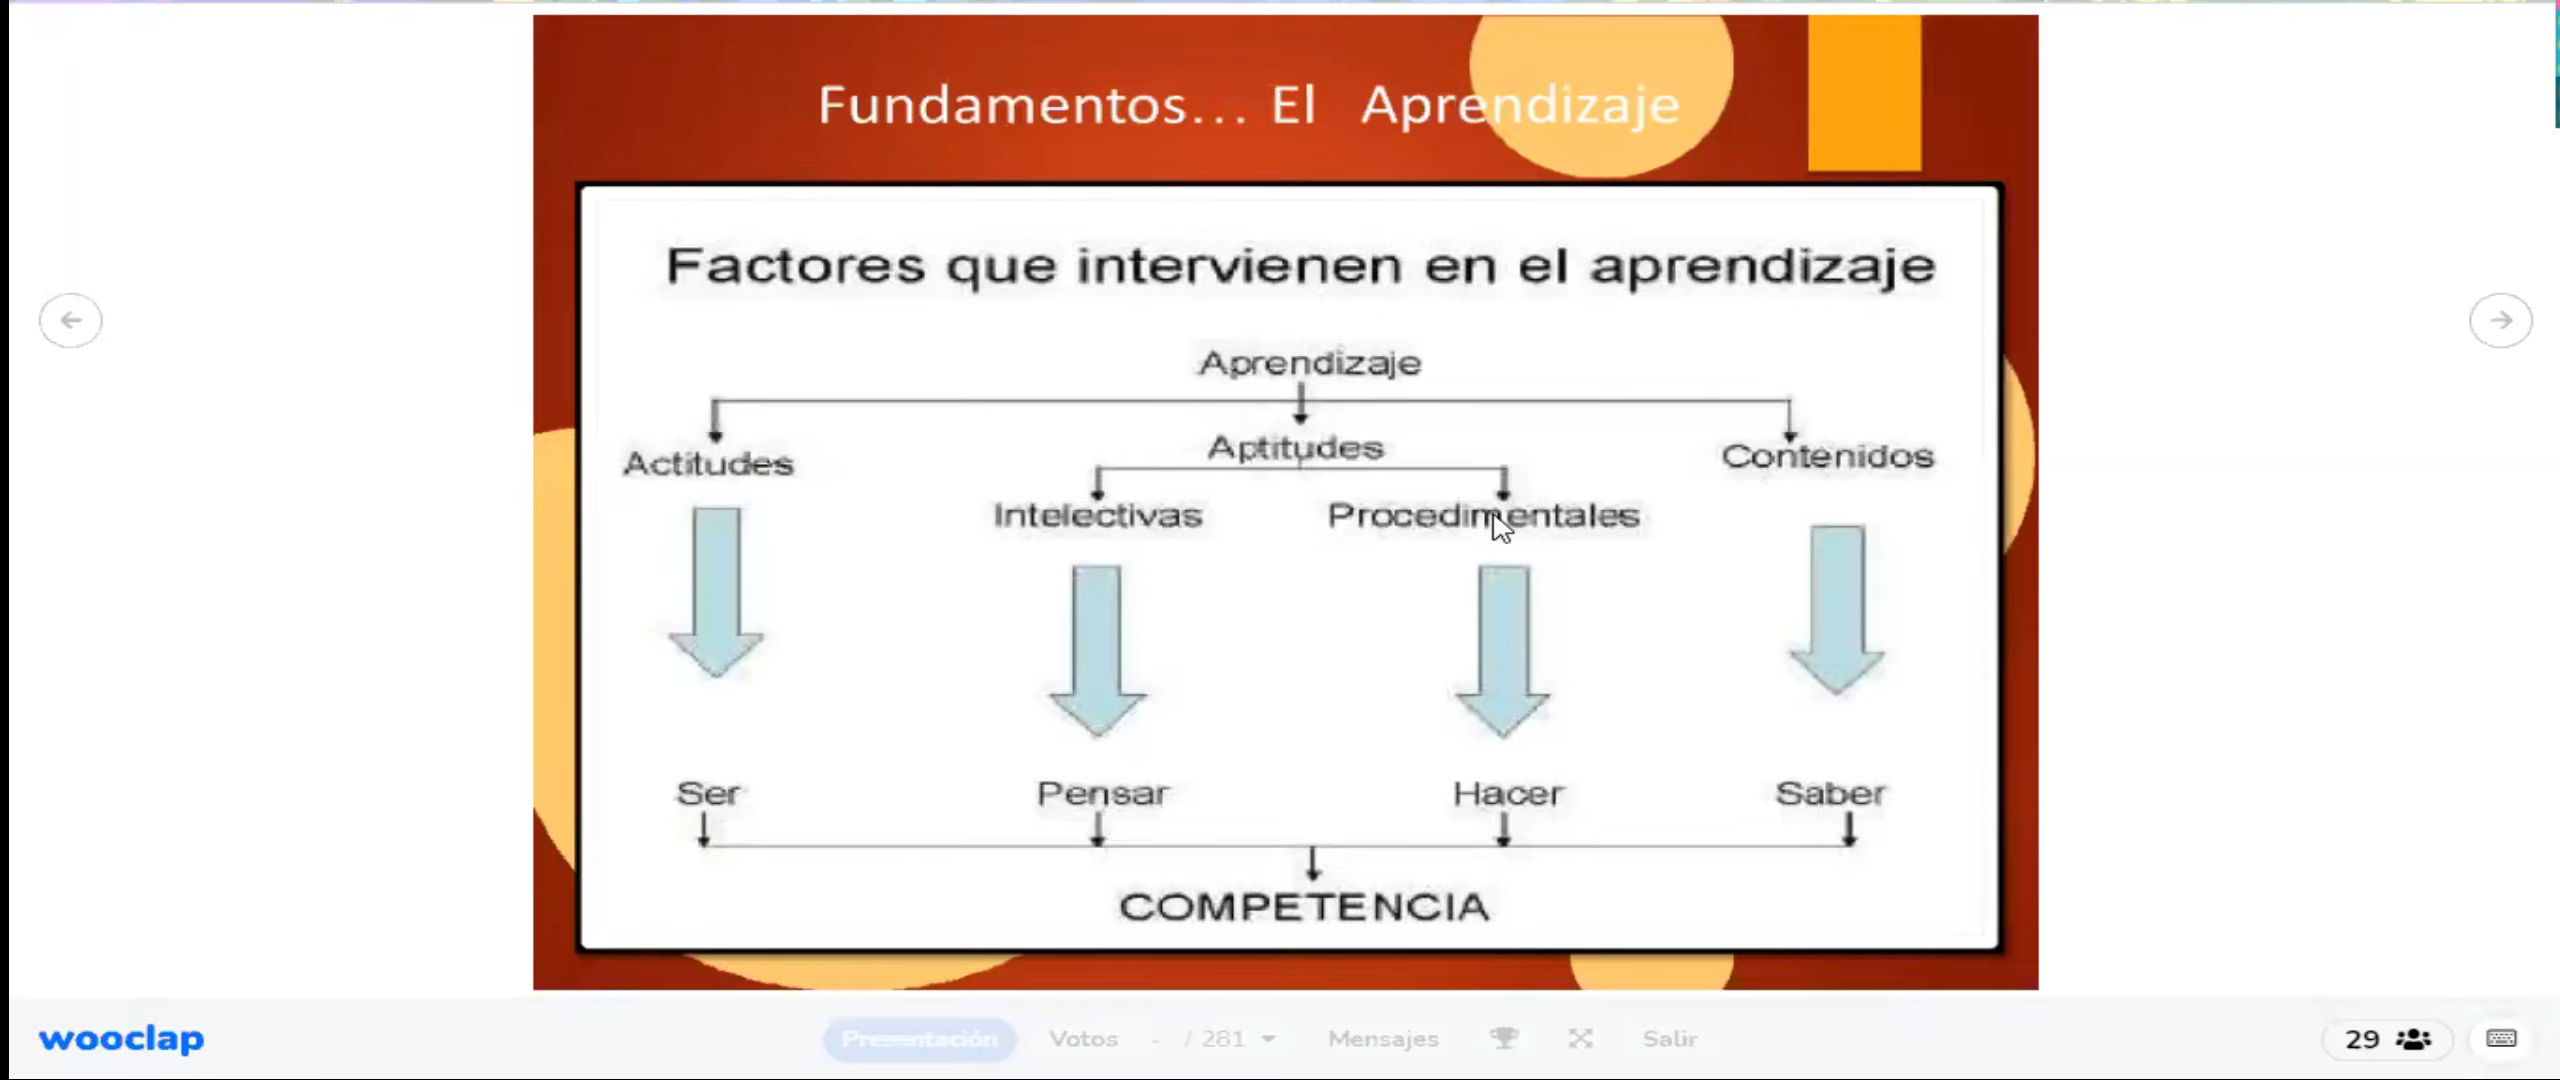 Fundamentos... El Aprendizaje
Factores que intervienen en el aprendizaje
Aprendizaje
Actitudes Aptitudes Contenidos
Intelectivas Procedimentales
Ser Pensar Hacer Saber
COMPETENCIA
wooclap Presentación Votos - / 281 Mensajes Salir 29